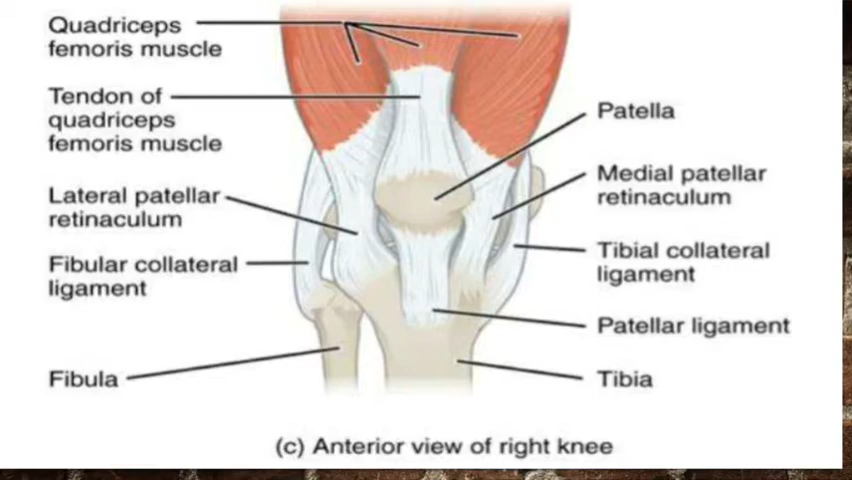 Quadriceps
femoris muscle
Tendon of
quadriceps
femoris muscle
Lateral patellar
retinaculum
Fibular collateral
ligament
Fibula
Patella
Medial patellar
retinaculum
Tibial collateral
ligament
Patellar ligament
Tibia
(c) Anterior view of right knee